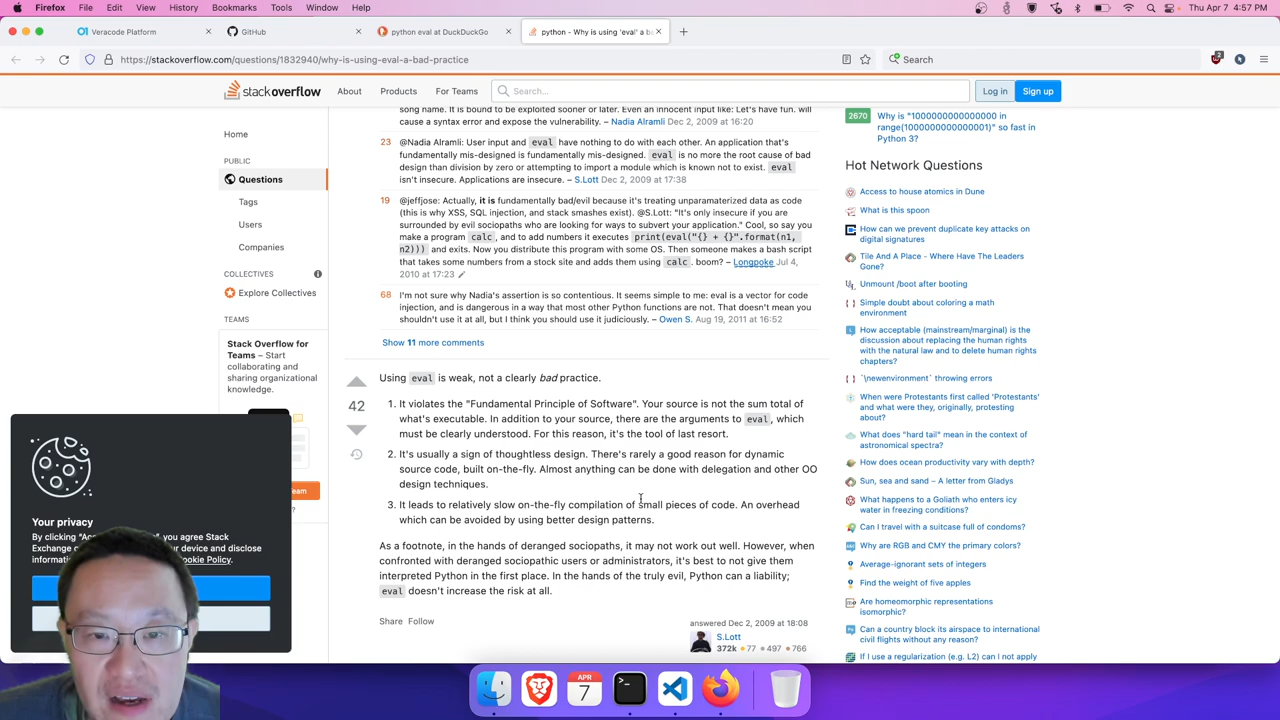 Firefox File Edit View History Bookmarks Tools Window Help
Thu Apr 7 4:57 PM
Veracode Platform
GitHub
python eval at DuckDuckGo
python - Why is using 'eval' a b
https://stackoverflow.com/questions/1832940/why-is-using-eval-a-bad-practice
Search
2
stackoverflow
About
Products
For Teams
Search...
Log in
Sign up
Home
PUBLIC
Questions
Tags
Users
Companies
COLLECTIVES
Explore Collectives
TEAMS
Stack Overflow for
Teams – Start
collaborating and
sharing organizational
knowledge.
Your privacy
By clicking
, you agree Stack
Exchange
r device and disclose
informatio
okie Policy.
song name. It is bound to be exploited sooner or later. Even an innocent input like: Let's have fun. will
cause a syntax error and expose the vulnerability. – Nadia Alramli Dec 2, 2009 at 16:20
23 @Nadia Alramli: User input and eval have nothing to do with each other. An application that's
fundamentally mis-designed is fundamentally mis-designed. eval is no more the root cause of bad
design than division by zero or attempting to import a module which is known not to exist. eval
isn't insecure. Applications are insecure. – S.Lott Dec 2, 2009 at 17:38
19 @jeffjose: Actually, it is fundamentally bad/evil because it's treating unparamaterized data as code
(this is why XSS, SQL injection, and stack smashes exist). @S.Lott: "It's only insecure if you are
surrounded by evil sociopaths who are looking for ways to subvert your application." Cool, so say you
make a program calc, and to add numbers it executes print(eval("{} + {}".format(n1,
n2))) and exits. Now you distribute this program with some OS. Then someone makes a bash script
that takes some numbers from a stock site and adds them using calc. boom? – Longpoke Jul 4,
2010 at 17:23
68 I'm not sure why Nadia's assertion is so contentious. It seems simple to me: eval is a vector for code
injection, and is dangerous in a way that most other Python functions are not. That doesn't mean you
shouldn't use it at all, but I think you should use it judiciously. – Owen S. Aug 19, 2011 at 16:52
Show 11 more comments
42
Using eval is weak, not a clearly bad practice.
1. It violates the "Fundamental Principle of Software". Your source is not the sum total of
what's executable. In addition to your source, there are the arguments to eval, which
must be clearly understood. For this reason, it's the tool of last resort.
2. It's usually a sign of thoughtless design. There's rarely a good reason for dynamic
source code, built on-the-fly. Almost anything can be done with delegation and other OO
design techniques.
3. It leads to relatively slow on-the-fly compilation of small pieces of code. An overhead
which can be avoided by using better design patterns.
As a footnote, in the hands of deranged sociopaths, it may not work out well. However, when
confronted with deranged sociopathic users or administrators, it's best to not give them
interpreted Python in the first place. In the hands of the truly evil, Python can a liability;
eval doesn't increase the risk at all.
Share Follow
answered Dec 2, 2009 at 18:08
S.Lott
372k 77 497 766
2670 Why is "1000000000000000 in
range(1000000000000001)" so fast in
Python 3?
Hot Network Questions
Access to house atomics in Dune
What is this spoon
How can we prevent duplicate key attacks on
digital signatures
Tile And A Place - Where Have The Leaders
Gone?
Unmount /boot after booting
Simple doubt about coloring a math
environment
How acceptable (mainstream/marginal) is the
discussion about replacing the human rights
with the natural law and to delete human rights
chapters?
`\newenvironment` throwing errors
When were Protestants first called 'Protestants'
and what were they, originally, protesting
about?
What does "hard tail" mean in the context of
astronomical spectra?
How does ocean productivity vary with depth?
Sun, sea and sand – A letter from Gladys
What happens to a Goliath who enters icy
water in freezing conditions?
Can I travel with a suitcase full of condoms?
Why are RGB and CMY the primary colors?
Average-ignorant sets of integers
Find the weight of five apples
Are homeomorphic representations
isomorphic?
Can a country block its airspace to international
civil flights without any reason?
If I use a regularization (e.g. L2) can I not apply
APR
7